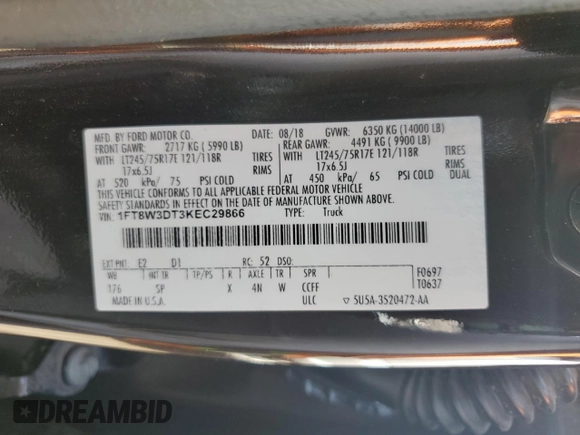 MFD. BY FORD MOTOR CO. DATE: 08/18 GVWR: 6350 KG (14000 LB)
FRONT GAWR: 2717 KG ( 5990 LB) REAR GAWR: 4491 KG ( 9900 LB)
WITH LT245/75R17E 121/118R TIRES WITH LT245/75R17E 121/118R TIRES
17x6.5J RIMS 17x6.5J RIMS
AT 520 kPa/ 75 PSI COLD AT 450 kPa/ 65 PSI COLD
THIS VEHICLE CONFORMS TO ALL APPLICABLE FEDERAL MOTOR VEHICLE
SAFETY STANDARDS IN EFFECT ON THE DATE OF MANUFACTURE SHOWN ABOVE.
VIN: 1FT8W3DT3KEC29866 TYPE: Truck
EXT PNT: E2 D1 RC: 52 DSO:
WB INT TR TP/PS R AXLE TR SPR F0697
176 SP X 4N W CCFF T0637
MADE IN U.S.A. ULC 5U5A-3520472-AA
DREAMBID